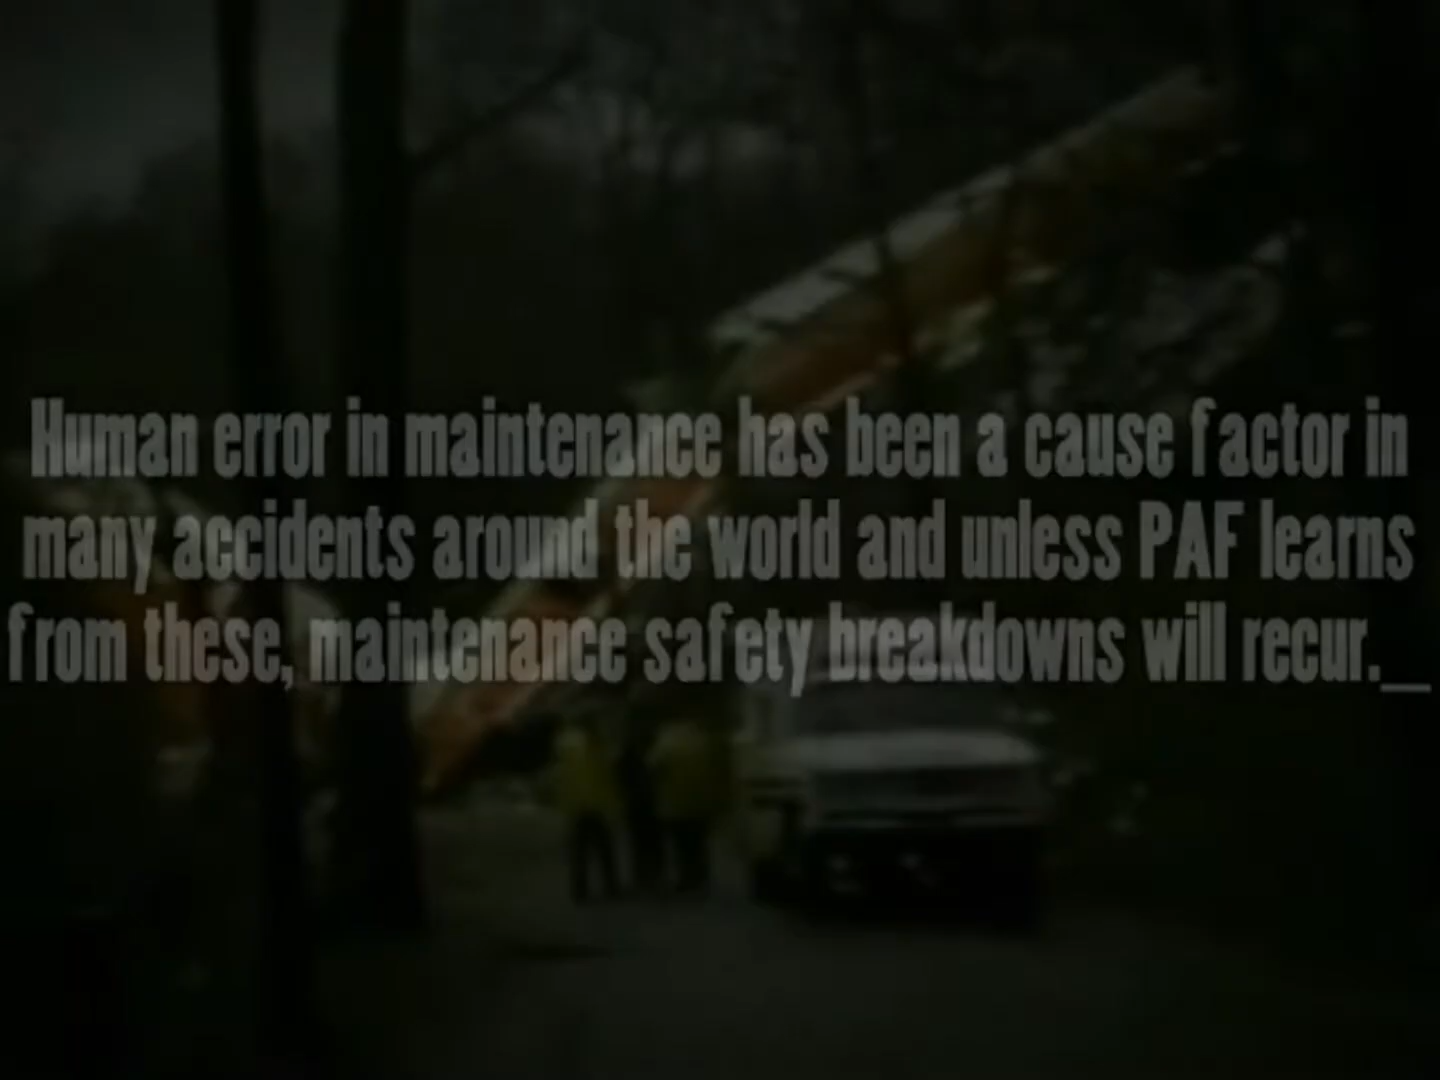 Human error in maintenance has been a cause factor in
many accidents around the world and unless PAF learns
from these, maintenance safety breakdowns will recur._